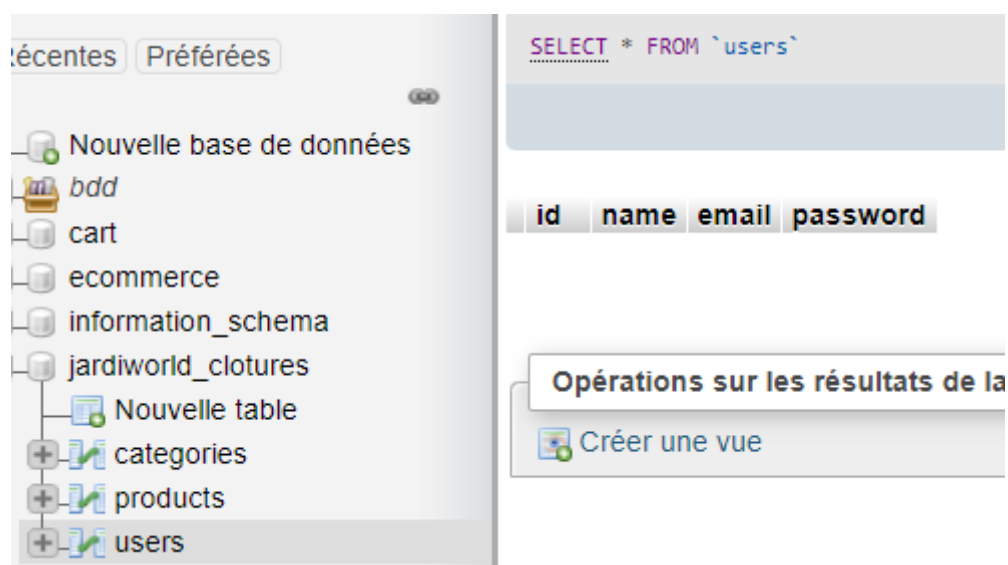 écentes Préférées
Nouvelle base de données
bdd
cart
ecommerce
information_schema
jardiworld_clotures
Nouvelle table
categories
products
users
SELECT * FROM `users`
id name email password
Opérations sur les résultats de la
Créer une vue